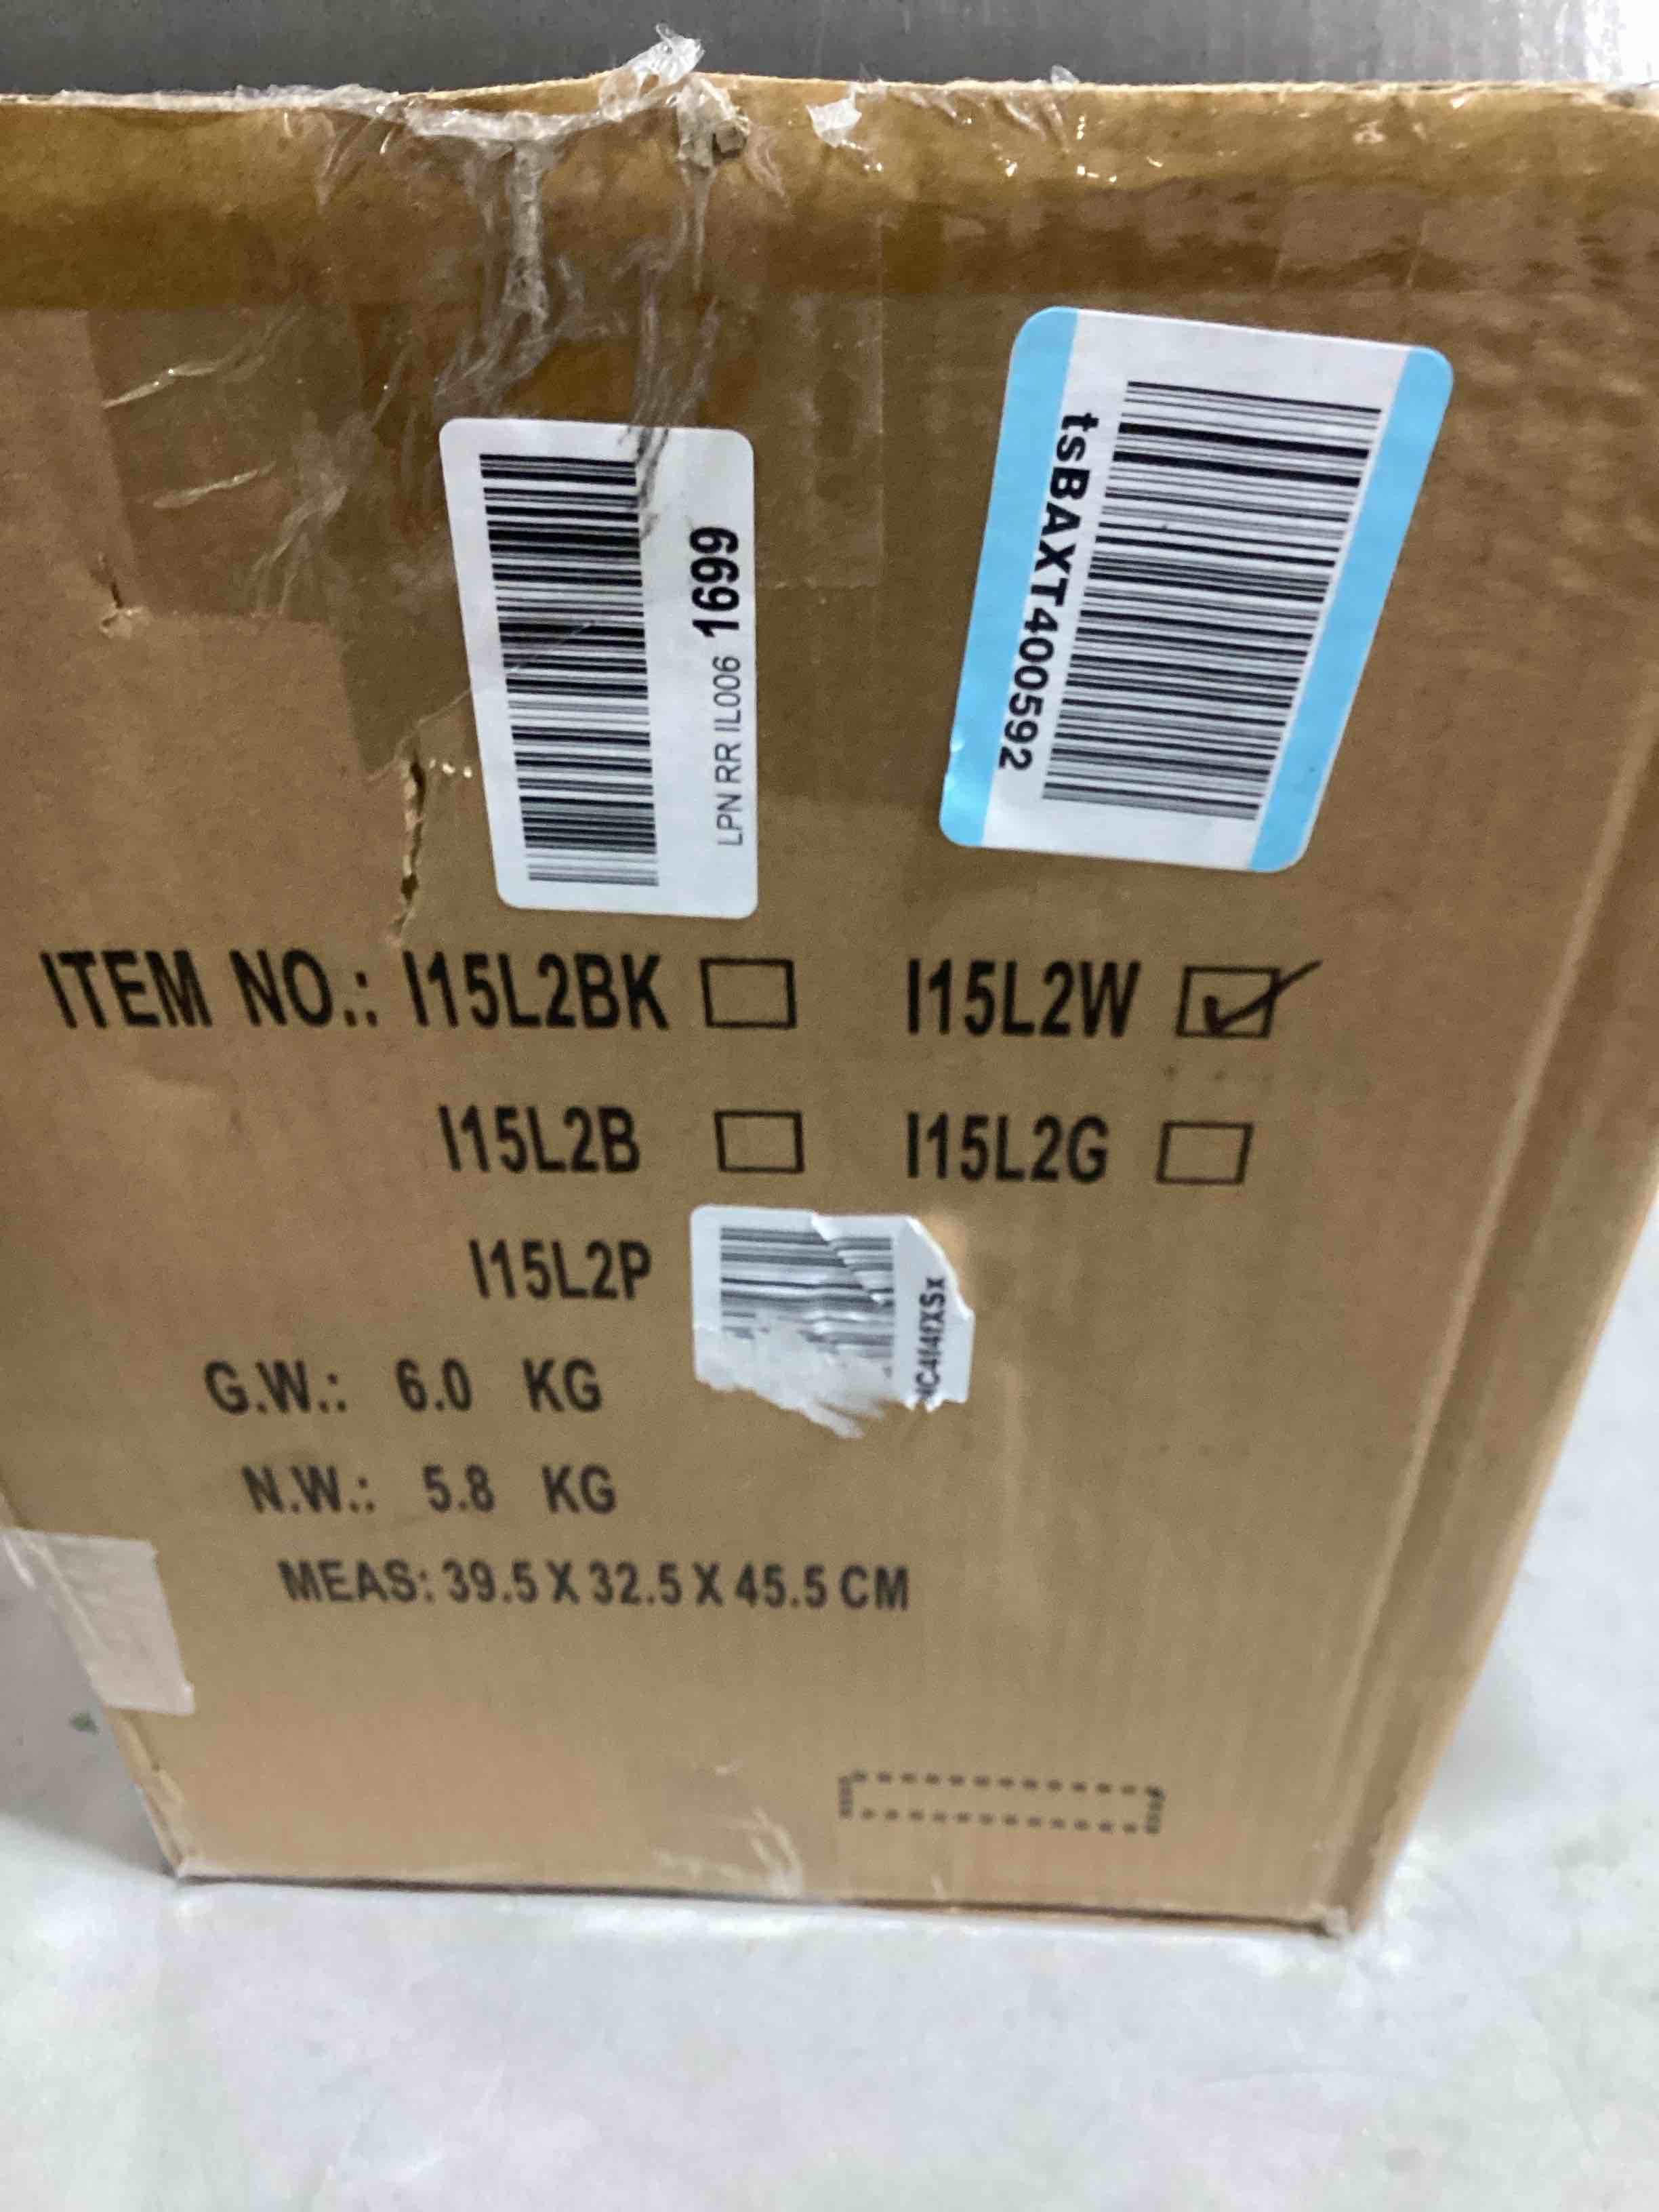 LPN RR IL006 1699
tsBAXT400592
ITEM NO.: I15L2BK I15L2W
I15L2B I15L2G
I15L2P
G.W.: 6.0 KG
N.W.: 5.8 KG
MEAS: 39.5 X 32.5 X 45.5 CM